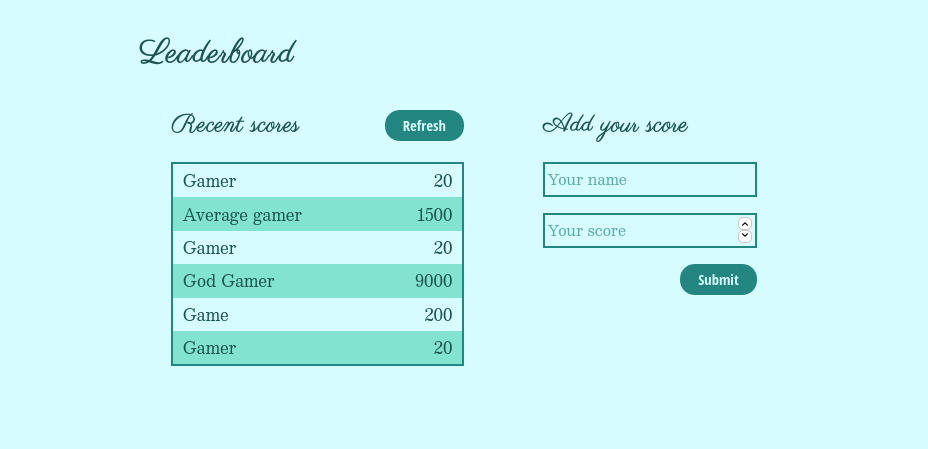 Leaderboard
Recent scores
Refresh
Gamer 20
Average gamer 1500
Gamer 20
God Gamer 9000
Game 200
Gamer 20
Add your score
Your name
Your score
Submit